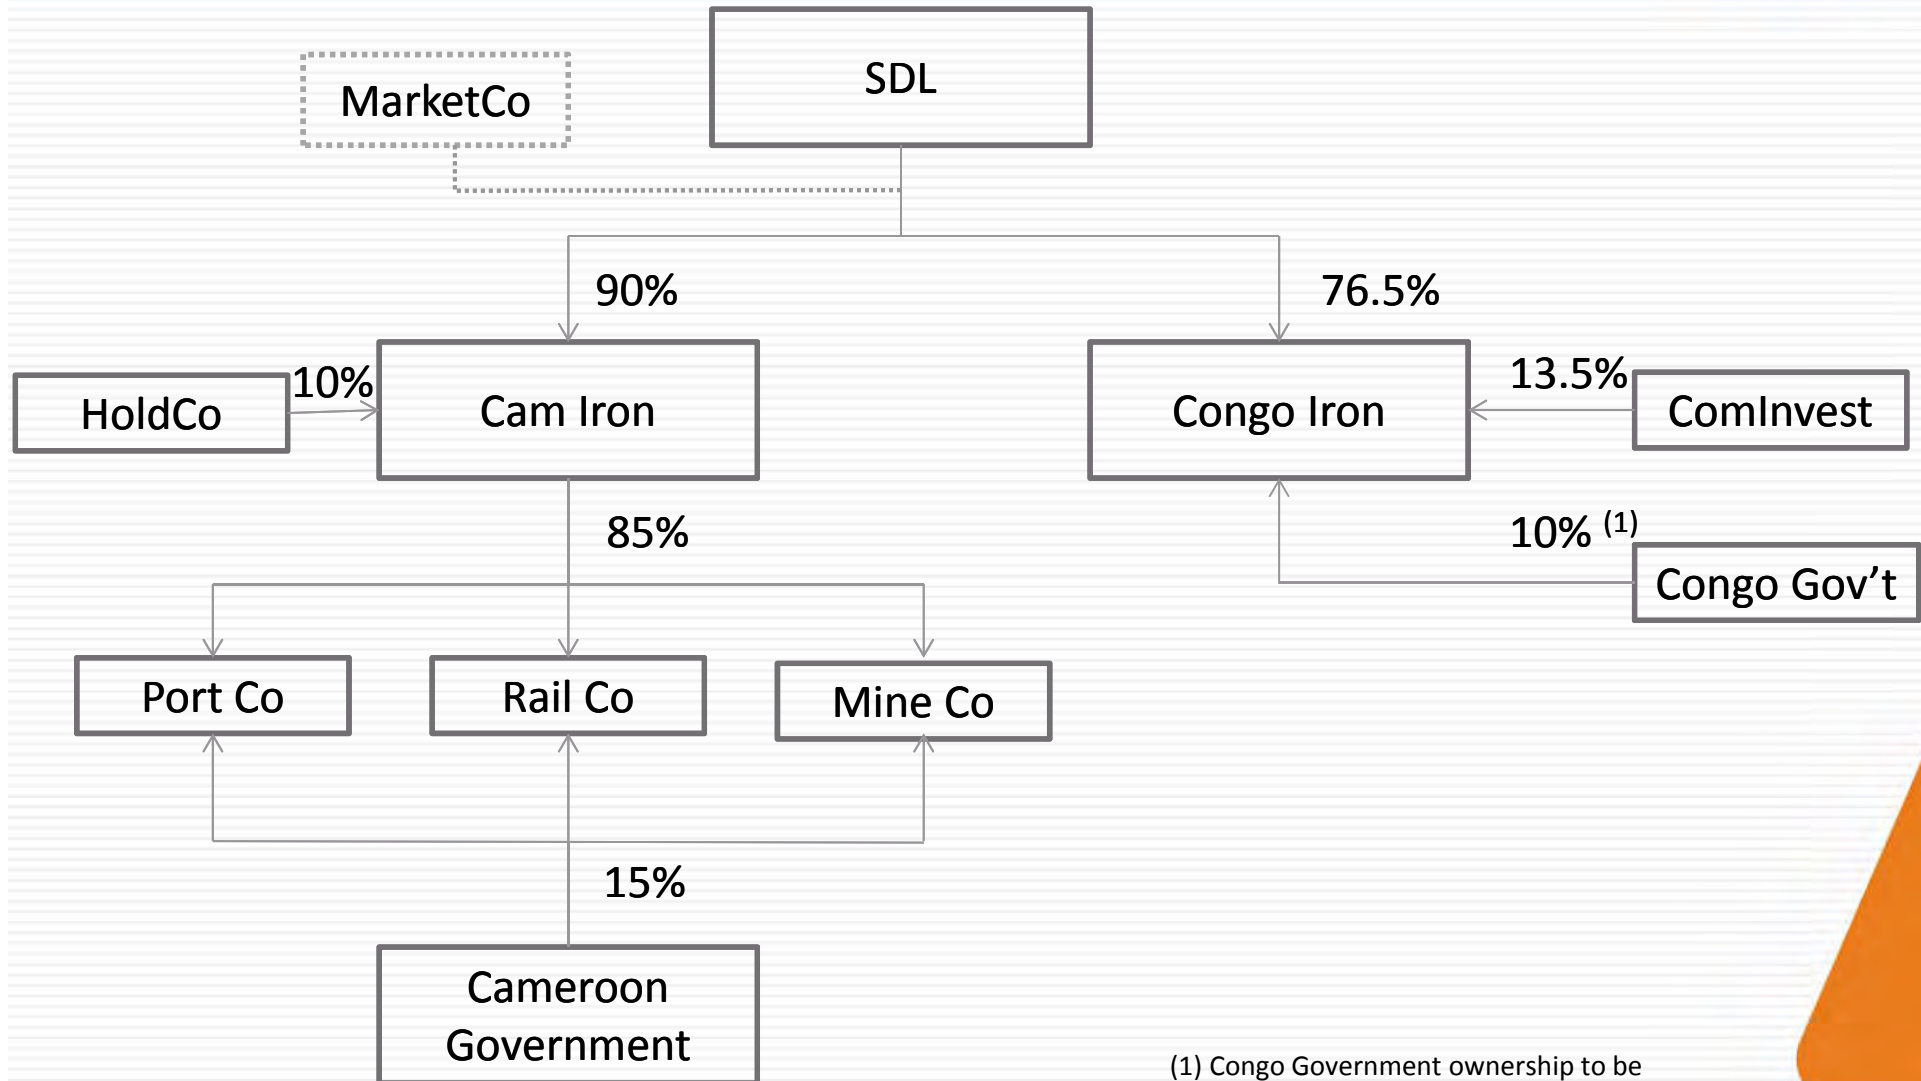 SDL
MarketCo
90%
76.5%
HoldCo
10%
Cam Iron
Congo Iron
13.5%
ComInvest
85%
10% (1)
Congo Gov’t
Port Co
Rail Co
Mine Co
15%
Cameroon
Government
(1) Congo Government ownership to be